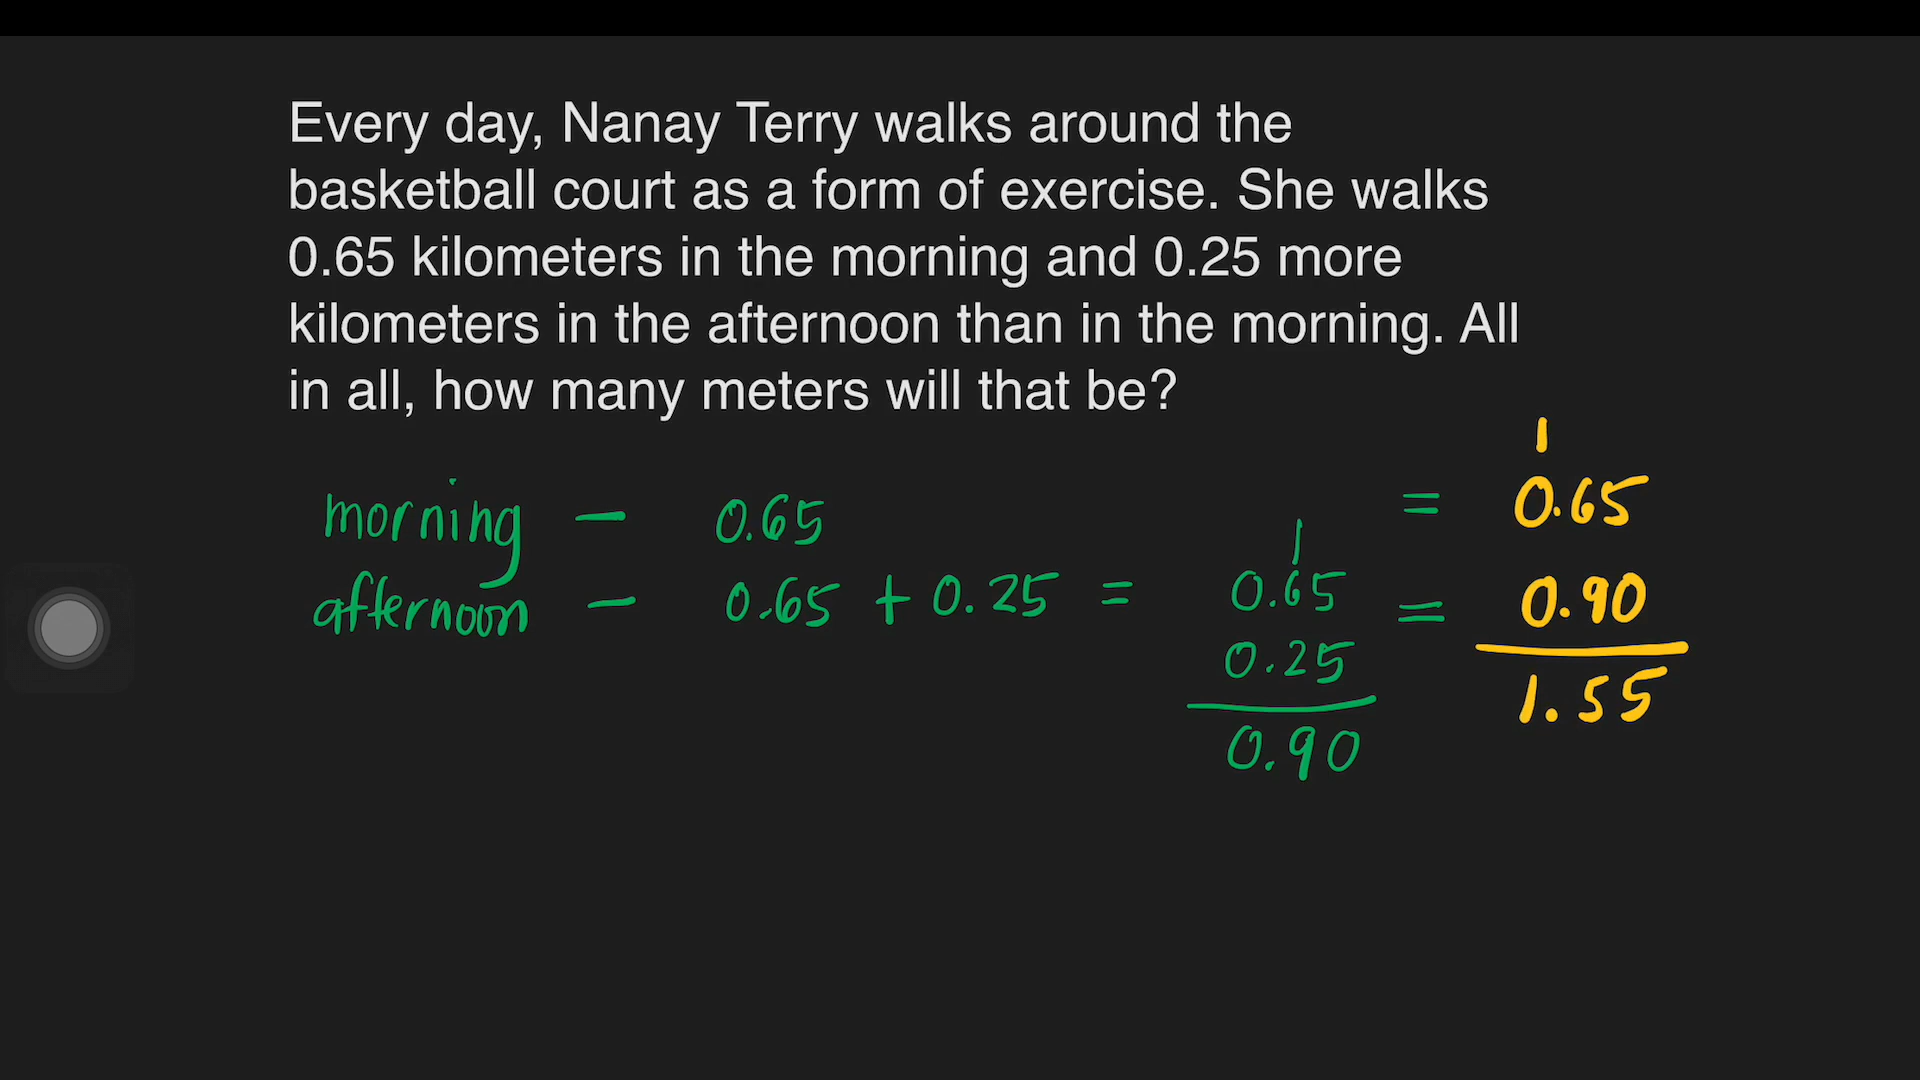 Every day, Nanay Terry walks around the
basketball court as a form of exercise. She walks
0.65 kilometers in the morning and 0.25 more
kilometers in the afternoon than in the morning. All
in all, how many meters will that be?
morning - 0.65
afternoon - 0.65 + 0.25 =
1
0.65
0.25
0.90
1
= 0.65
= 0.90
1.55